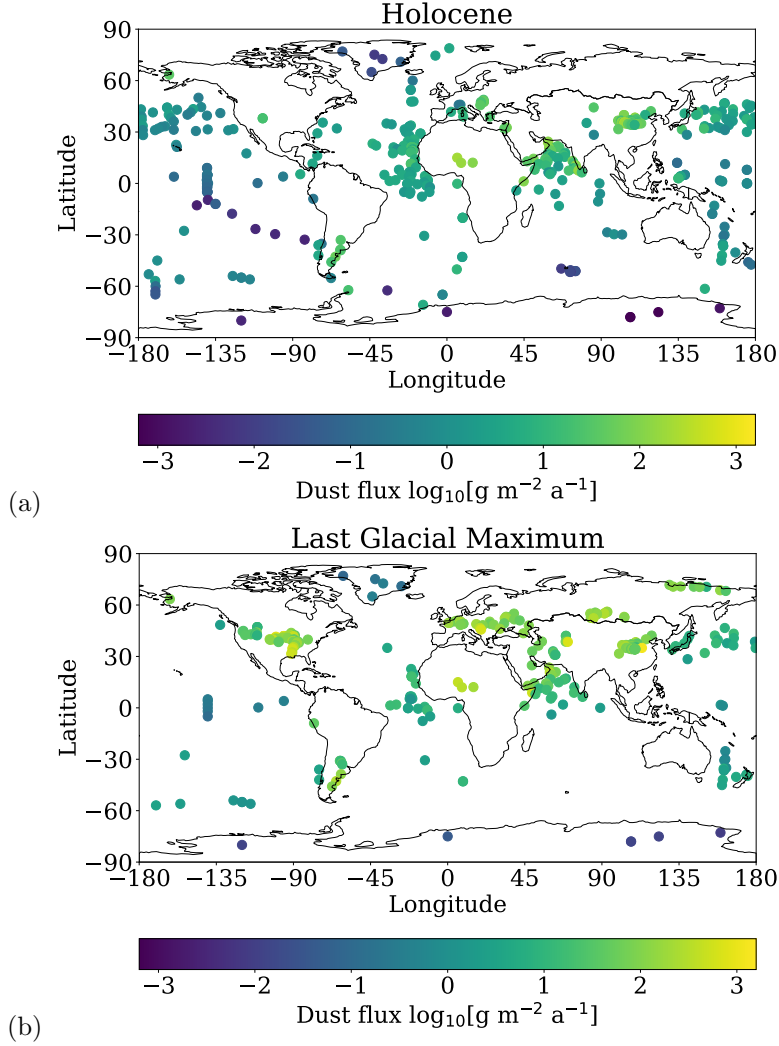 Holocene
90
60
30
0
−30
−60
−90
Latitude
−180 −135 −90 −45 0 45 90 135 180
Longitude
−3 −2 −1 0 1 2 3
Dust flux log₁₀[g m⁻² a⁻¹]
(a)
Last Glacial Maximum
90
60
30
0
−30
−60
−90
Latitude
−180 −135 −90 −45 0 45 90 135 180
Longitude
−3 −2 −1 0 1 2 3
Dust flux log₁₀[g m⁻² a⁻¹]
(b)